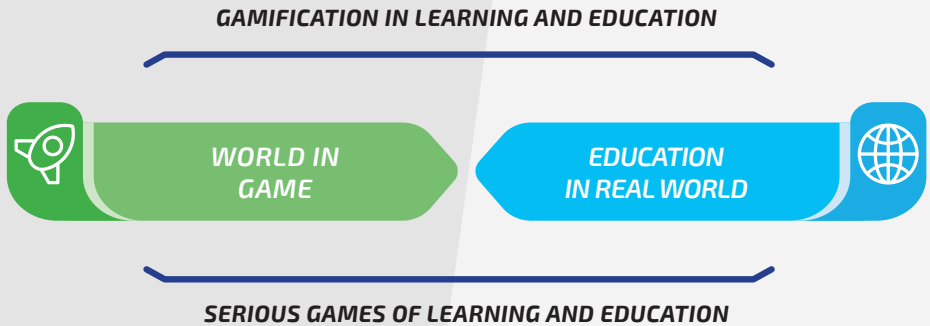 GAMIFICATION IN LEARNING AND EDUCATION
WORLD IN
GAME
EDUCATION
IN REAL WORLD
SERIOUS GAMES OF LEARNING AND EDUCATION